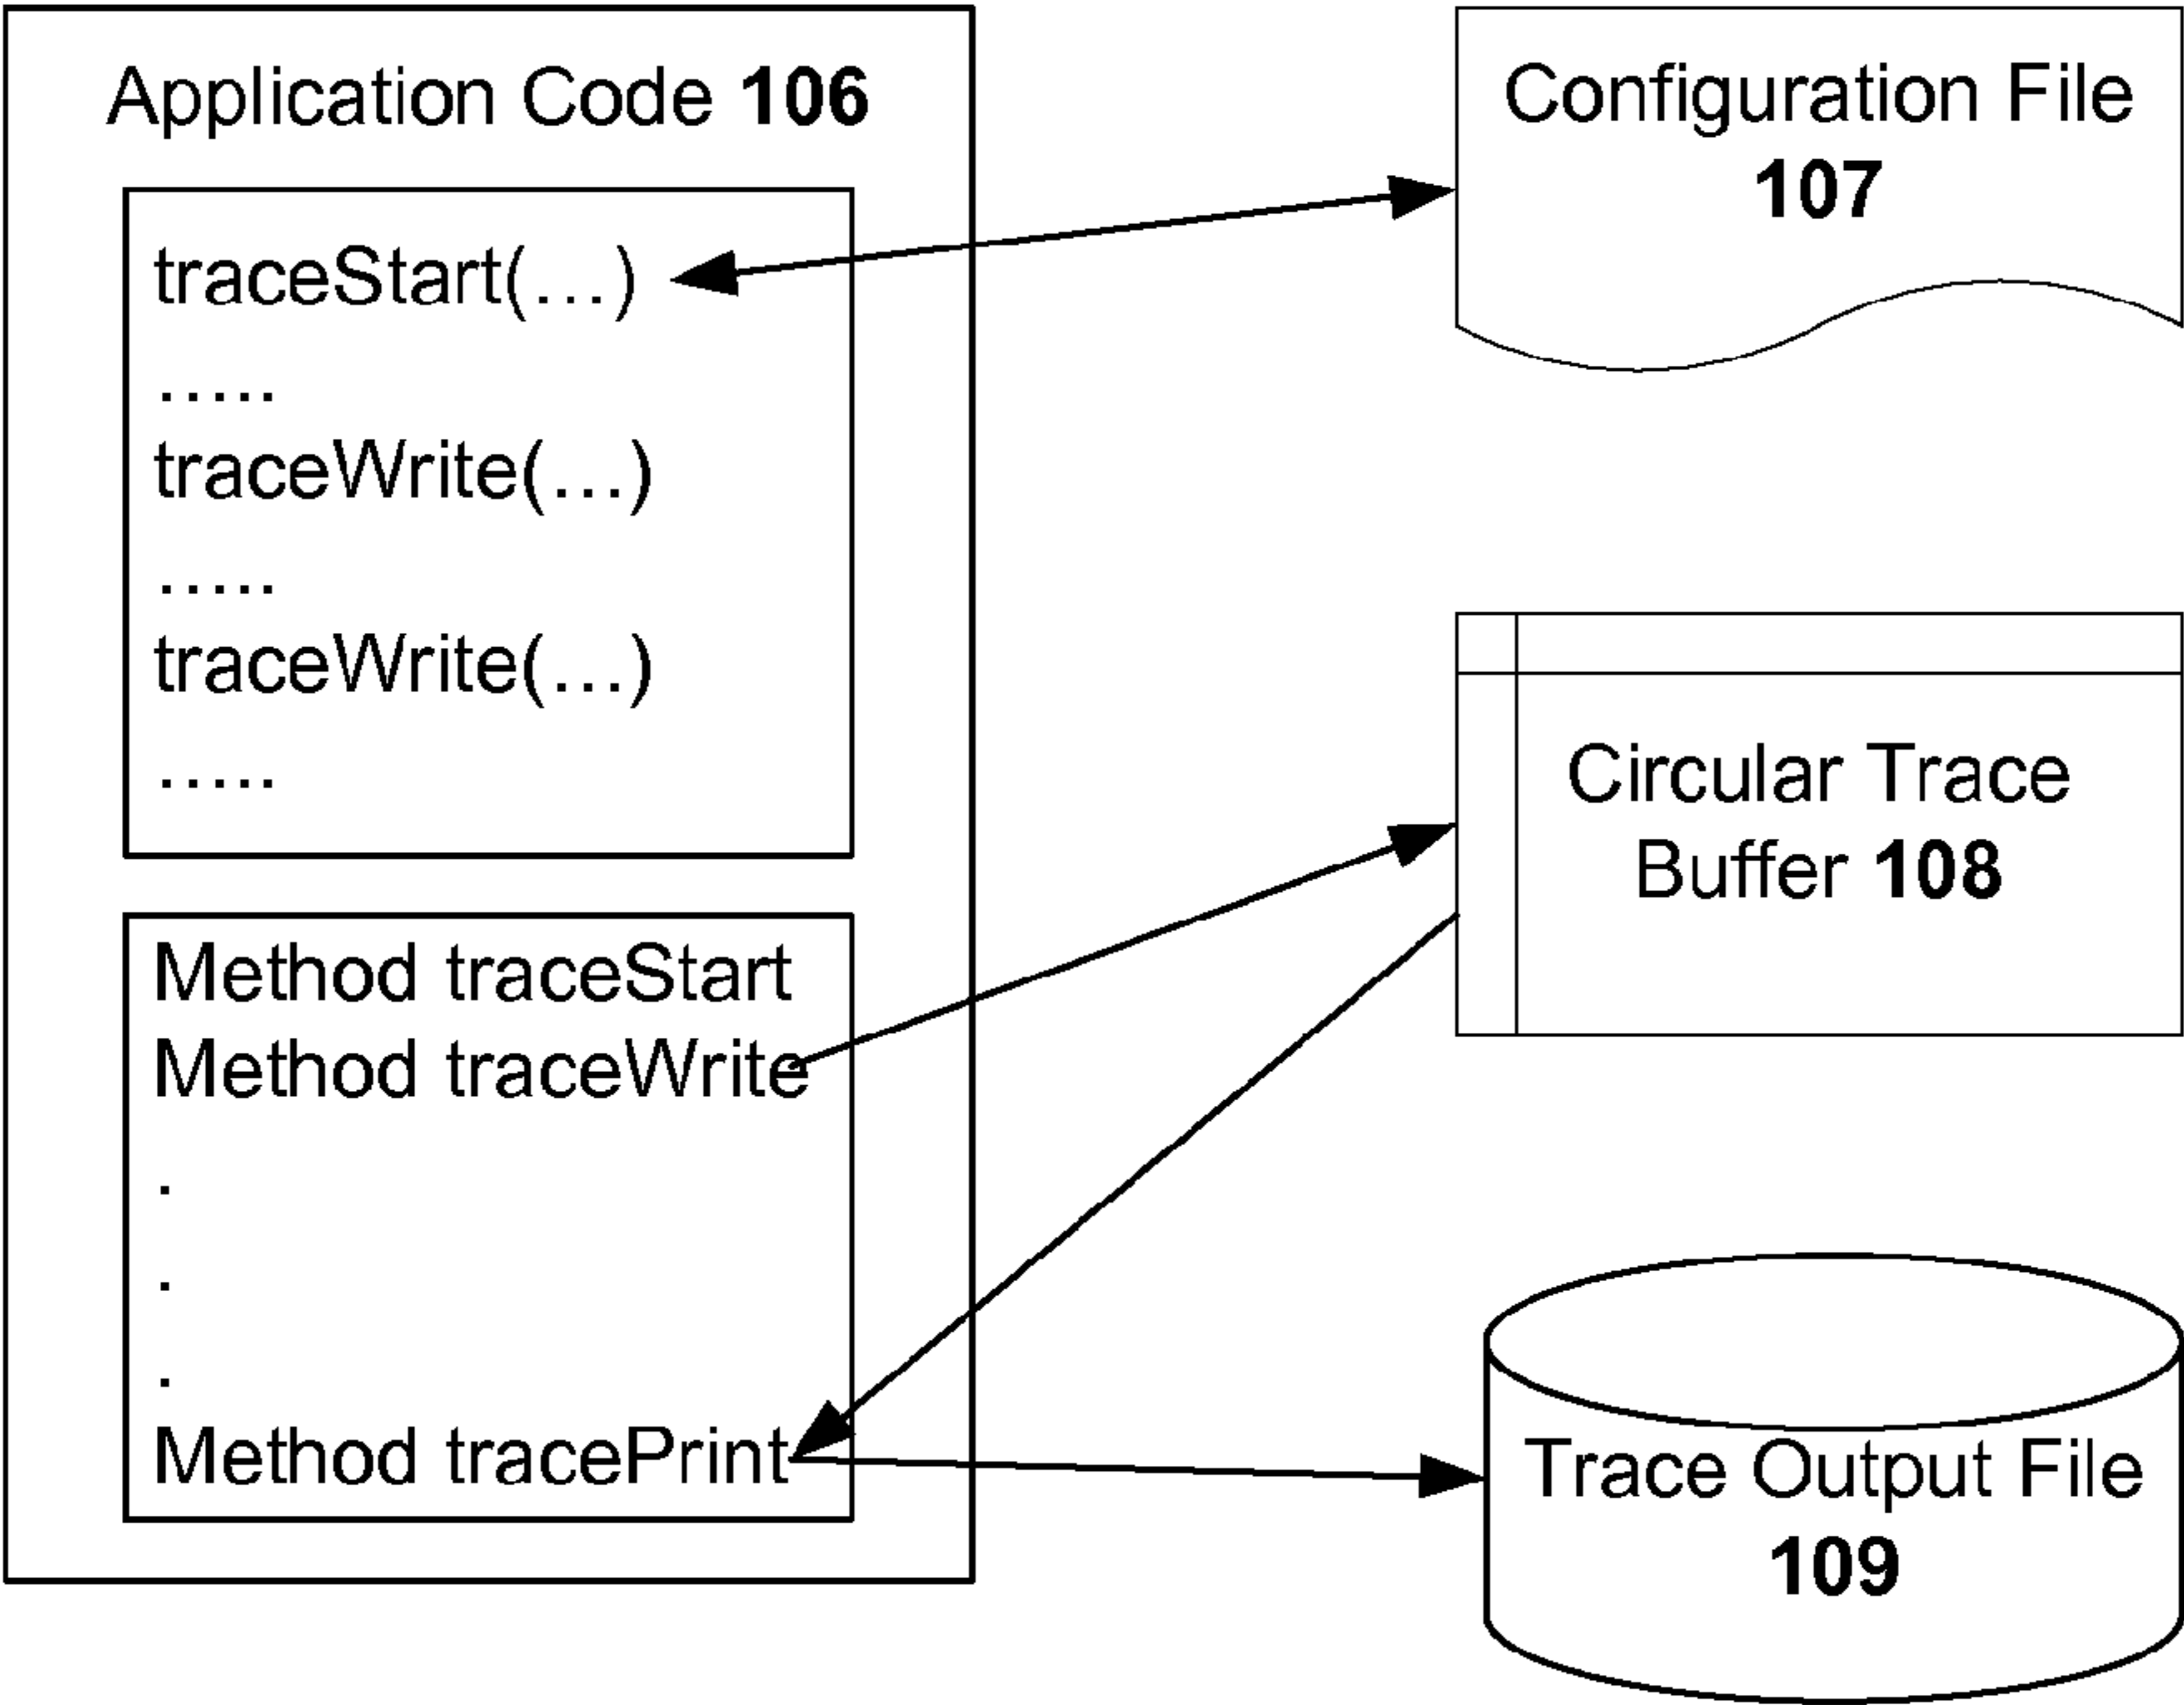 Application Code 106
traceStart(...)
.....
traceWrite(...)
.....
traceWrite(...)
.....
Method traceStart
Method traceWrite
.
.
.
Method tracePrint
Configuration File
107
Circular Trace
Buffer 108
Trace Output File
109